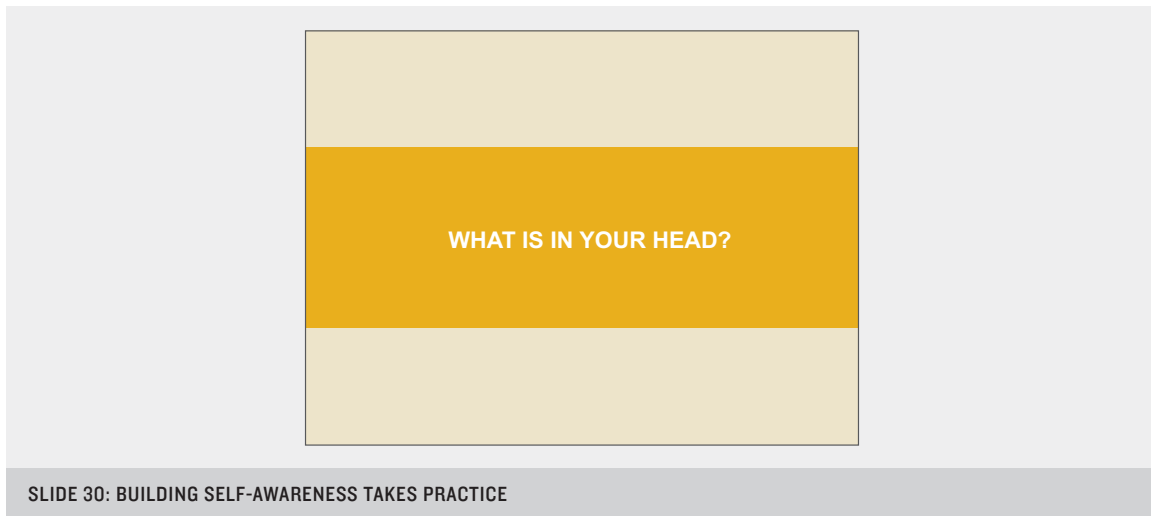 WHAT IS IN YOUR HEAD?
SLIDE 30: BUILDING SELF-AWARENESS TAKES PRACTICE